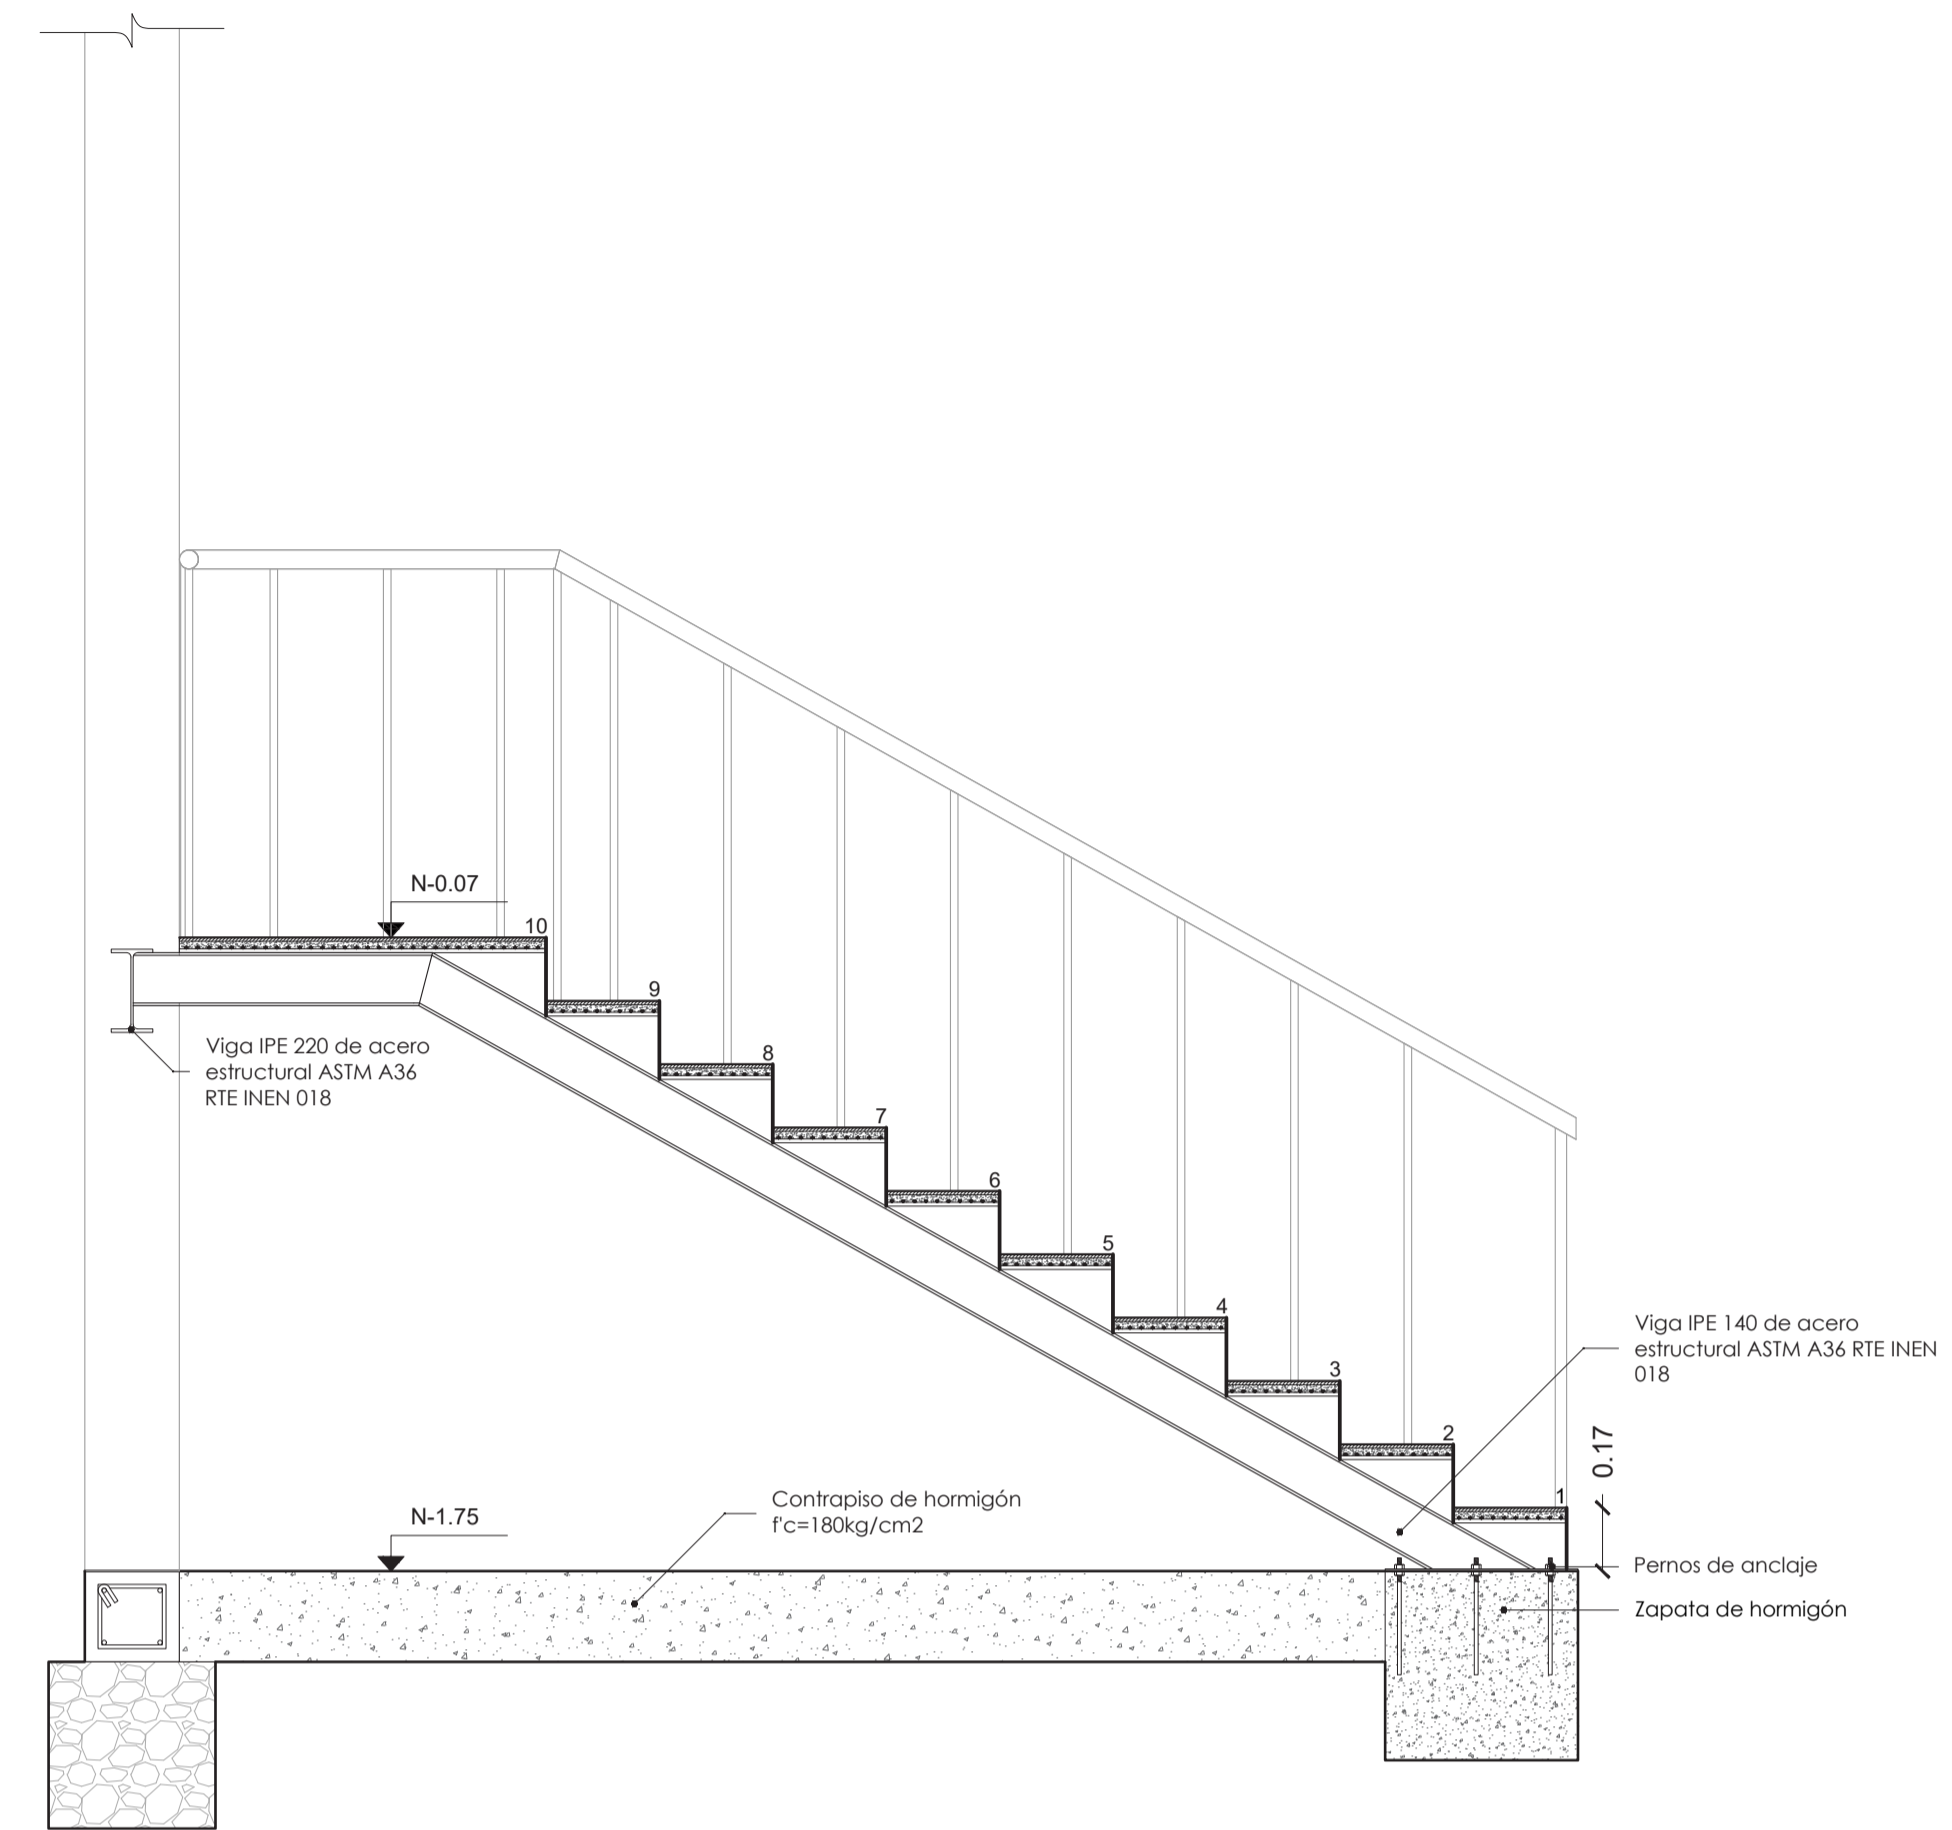 N-0.07
10
9
Viga IPE 220 de acero
estructural ASTM A36
RTE INEN 018
8
7
6
5
4
Viga IPE 140 de acero
estructural ASTM A36 RTE INEN
018
3
2
0.17
1
Contrapiso de hormigón
f'c=180kg/cm2
N-1.75
Pernos de anclaje
Zapata de hormigón